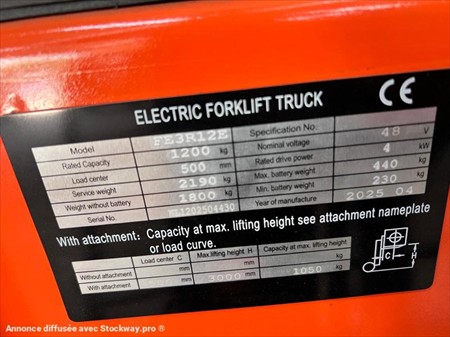 ELECTRIC FORKLIFT TRUCK CE
Model FE3R12E Specification No.
Rated Capacity 1200 kg Nominal voltage 48 V
Load center 500 mm Rated drive power 4 kW
Service weight 2190 kg Max. battery weight 440 kg
Weight without battery 1800 kg Min. battery weight 230 kg
Serial No. Year of manufacture 2025 04
With attachment: Capacity at max. lifting height see attachment nameplate
or load curve.
Load center C Max.lifting height H Capacity at max. lifting height
Without attachment mm mm kg
With attachment mm 3000 mm 1050 kg
C H
Annonce diffusée avec Stockway.pro ®